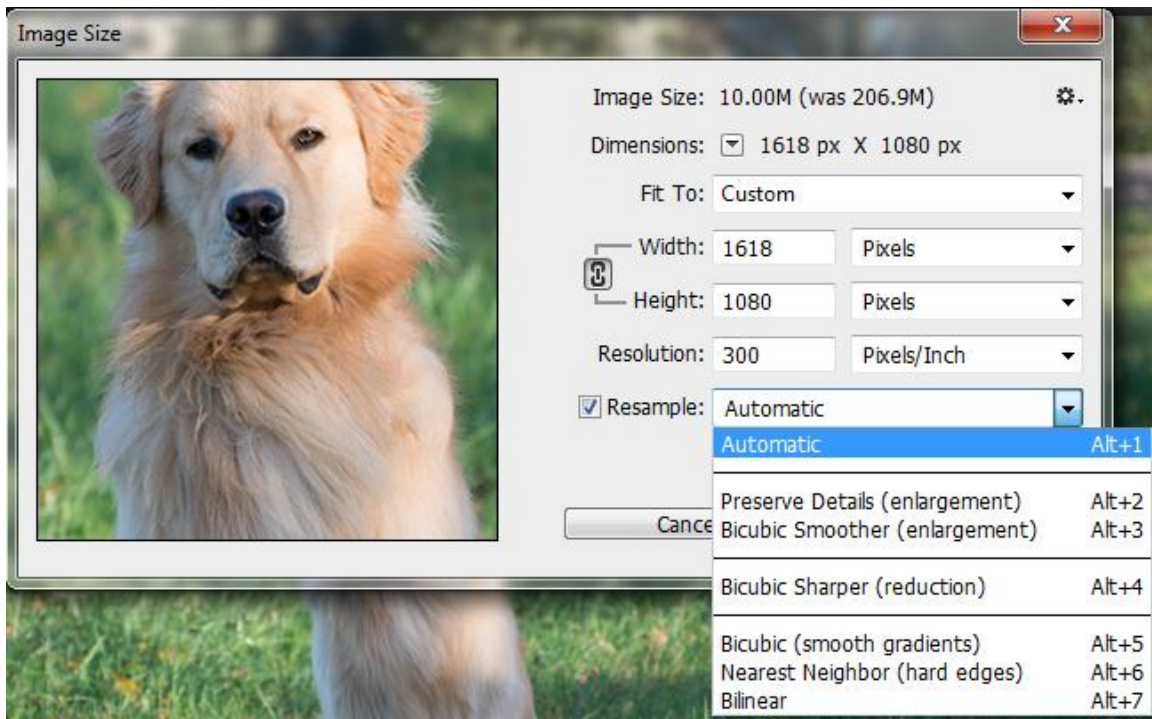 Image Size
Image Size: 10.00M (was 206.9M)
Dimensions: 1618 px X 1080 px
Fit To: Custom
Width: 1618 Pixels
Height: 1080 Pixels
Resolution: 300 Pixels/Inch
Resample: Automatic
Automatic Alt+1
Preserve Details (enlargement) Alt+2
Cance
Bicubic Smoother (enlargement) Alt+3
Bicubic Sharper (reduction) Alt+4
Bicubic (smooth gradients) Alt+5
Nearest Neighbor (hard edges) Alt+6
Bilinear Alt+7